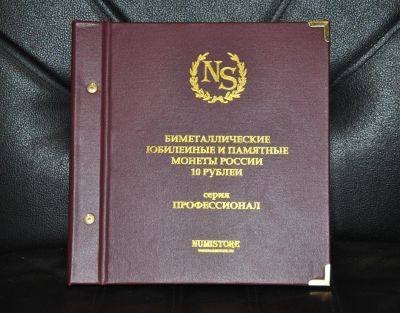 NS
БИМЕТАЛЛИЧЕСКИЕ
ЮБИЛЕЙНЫЕ И ПАМЯТНЫЕ
МОНЕТЫ РОССИИ
10 РУБЛЕЙ
серия
ПРОФЕССИОНАЛ
NUMISTORE